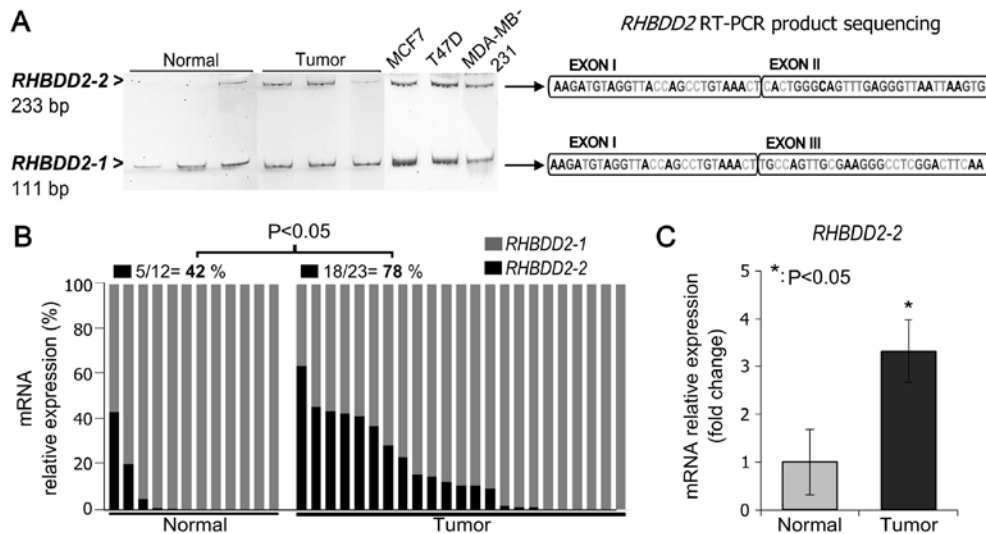 A
Normal
Tumor
MCF7
T47D
MDA-MB-231
RHBDD2-2 >
233 bp
RHBDD2-1 >
111 bp
RHBDD2 RT-PCR product sequencing
EXON I
EXON II
AAGATGTAGGTTACCAGCCTGTAAACTCACTGGGCAGTTTGAGGGTTAATTAAGTG
EXON I
EXON III
AAGATGTAGGTTACCAGCCTGTAAACTTGCCAGTTGCGAAGGGCCTCGGACTTCAA
B
P<0.05
5/12= 42 %
18/23= 78 %
RHBDD2-1
RHBDD2-2
mRNA
relative expression (%)
100
80
60
40
20
0
Normal
Tumor
C
RHBDD2-2
*:P<0.05
*
mRNA relative expression
(fold change)
5
4
3
2
1
0
Normal
Tumor